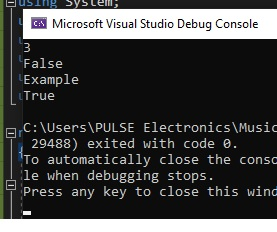 using System;
Microsoft Visual Studio Debug Console
3
False
Example
True
C:\Users\PULSE Electronics\Music
29488) exited with code 0.
To automatically close the conso
le when debugging stops.
Press any key to close this wind